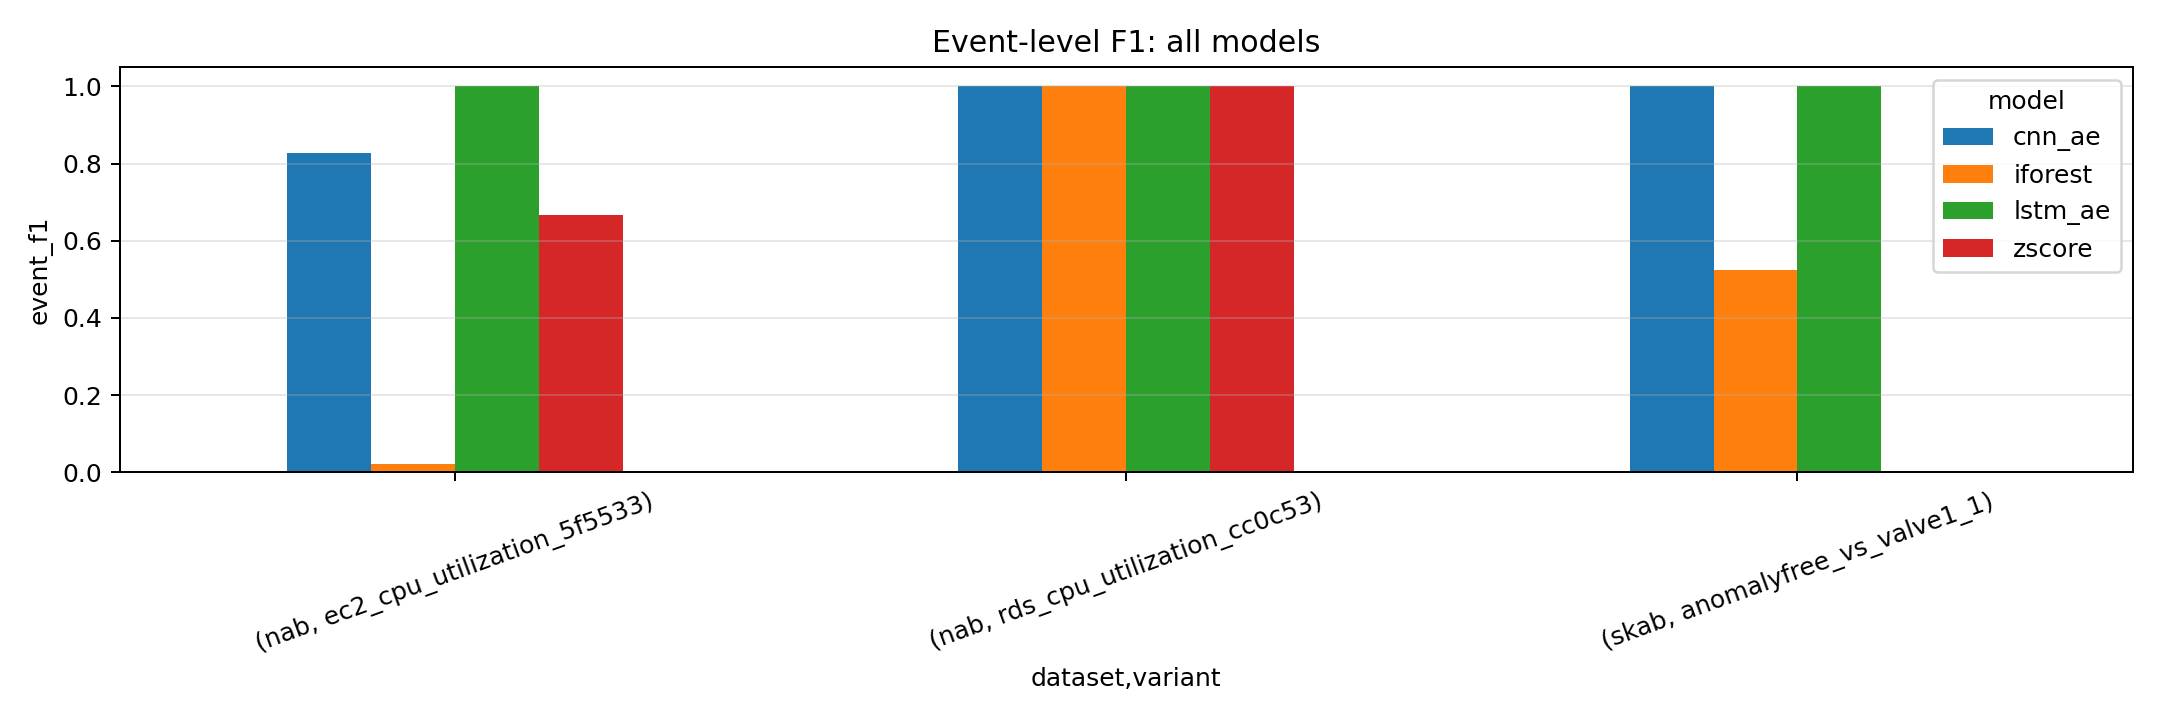 Event-level F1: all models
event_f1
1.0
0.8
0.6
0.4
0.2
0.0
model
cnn_ae
iforest
lstm_ae
zscore
(nab, ec2_cpu_utilization_5f5533)
(nab, rds_cpu_utilization_cc0c53)
(skab, anomalyfree_vs_valve1_1)
dataset,variant